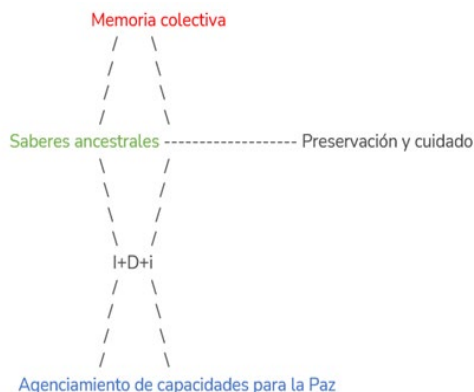 Memoria colectiva
Saberes ancestrales ---------------------- Preservación y cuidado
I+D+i
Agenciamiento de capacidades para la Paz